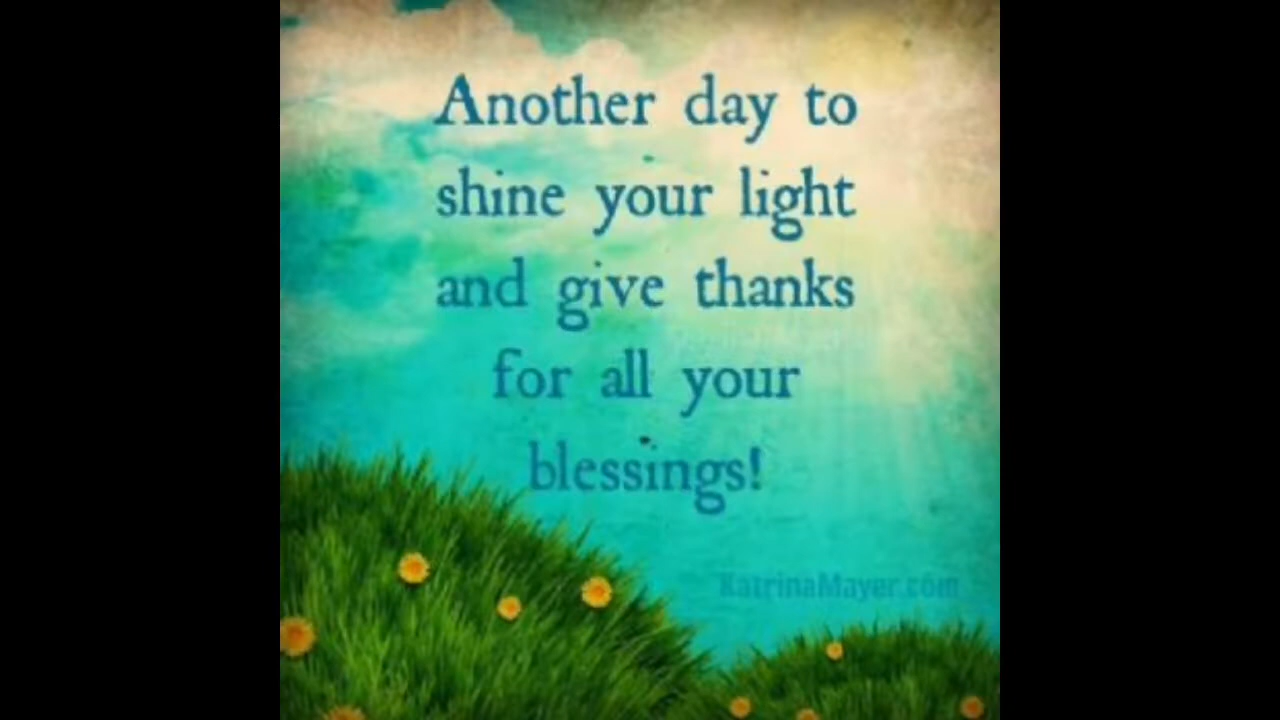 Another day to
shine your light
and give thanks
for all your
blessings!
KatrinaMayer.com